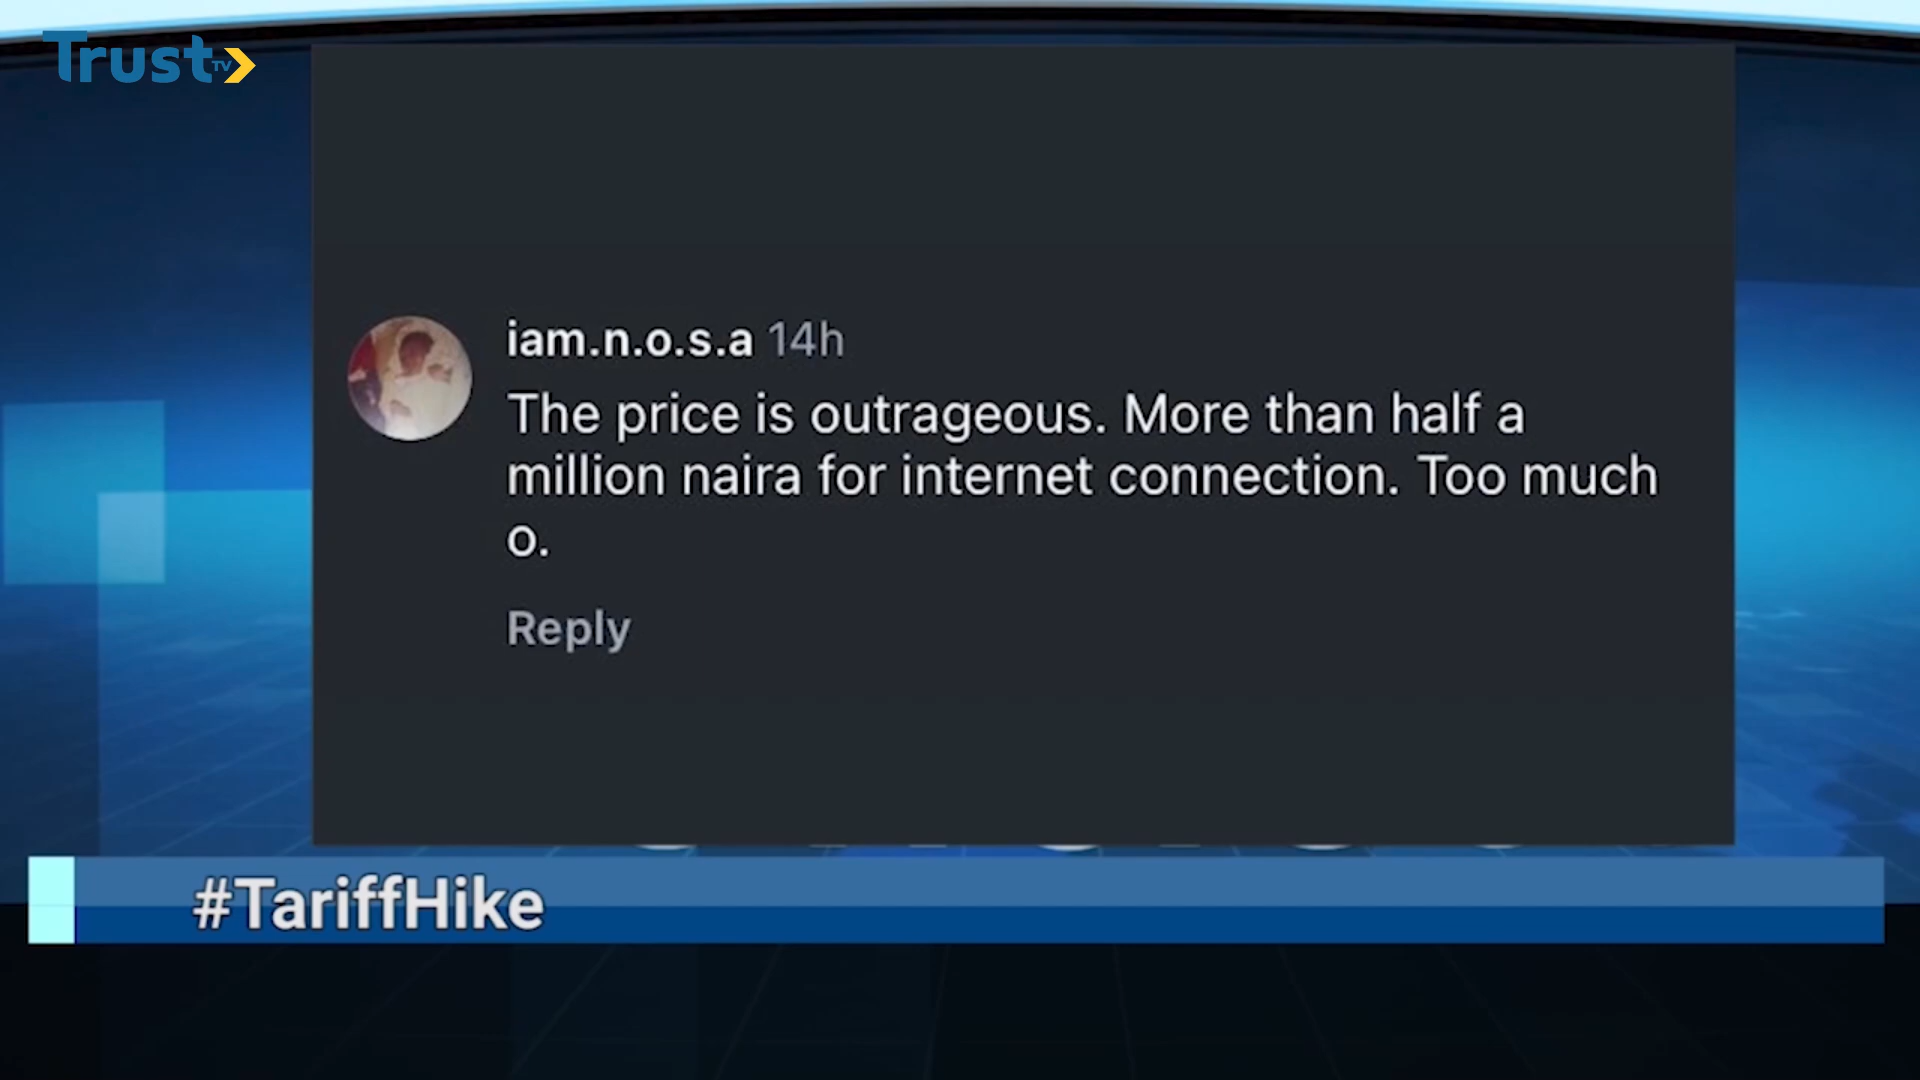 Trust TV
iam.n.o.s.a 14h
The price is outrageous. More than half a
million naira for internet connection. Too much
o.
Reply
#TariffHike